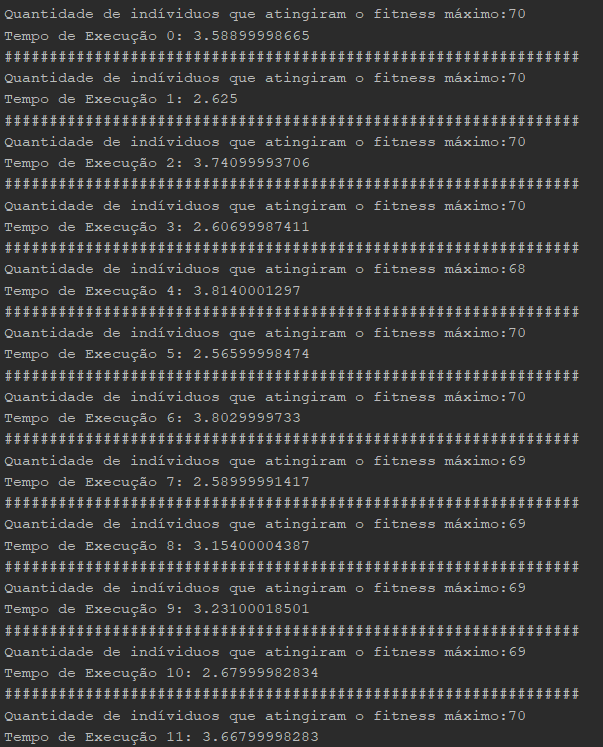 Quantidade de indíviduos que atingiram o fitness máximo:70
Tempo de Execução 0: 3.58899998665
################################################################
Quantidade de indíviduos que atingiram o fitness máximo:70
Tempo de Execução 1: 2.625
################################################################
Quantidade de indíviduos que atingiram o fitness máximo:70
Tempo de Execução 2: 3.74099993706
################################################################
Quantidade de indíviduos que atingiram o fitness máximo:70
Tempo de Execução 3: 2.60699987411
################################################################
Quantidade de indíviduos que atingiram o fitness máximo:68
Tempo de Execução 4: 3.8140001297
################################################################
Quantidade de indíviduos que atingiram o fitness máximo:70
Tempo de Execução 5: 2.56599998474
################################################################
Quantidade de indíviduos que atingiram o fitness máximo:70
Tempo de Execução 6: 3.8029999733
################################################################
Quantidade de indíviduos que atingiram o fitness máximo:69
Tempo de Execução 7: 2.58999991417
################################################################
Quantidade de indíviduos que atingiram o fitness máximo:69
Tempo de Execução 8: 3.15400004387
################################################################
Quantidade de indíviduos que atingiram o fitness máximo:69
Tempo de Execução 9: 3.23100018501
################################################################
Quantidade de indíviduos que atingiram o fitness máximo:69
Tempo de Execução 10: 2.67999982834
################################################################
Quantidade de indíviduos que atingiram o fitness máximo:70
Tempo de Execução 11: 3.66799998283